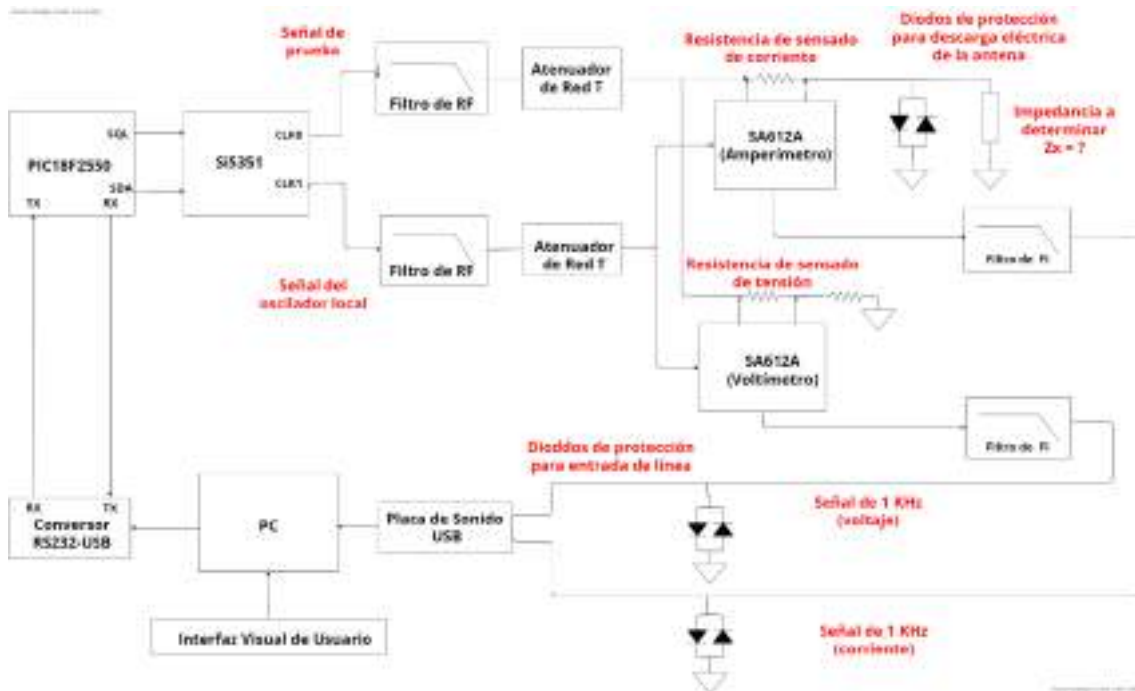 Señal de
prueba
Filtro de RF
Atenuador
de Red T
Resistencia de sensado
de corriente
Diodos de protección
para descarga eléctrica
de la antena
SA612A
(Amperímetro)
Impedancia a
determinar
Zx = ?
PIC18F2550
SDA
TX
RX
Si5351
CLK0
CLK1
Filtro de RF
Atenuador
de Red T
Señal del
oscilador local
Resistencia de sensado
de tensión
Filtro de FI
SA612A
(Voltímetro)
Filtro de FI
Dioddos de protección
para entrada de línea
RX
TX
Conversor
RS232-USB
PC
Placa de Sonido
USB
Señal de 1 KHz
(voltaje)
Interfaz Visual de Usuario
Señal de 1 KHz
(corriente)